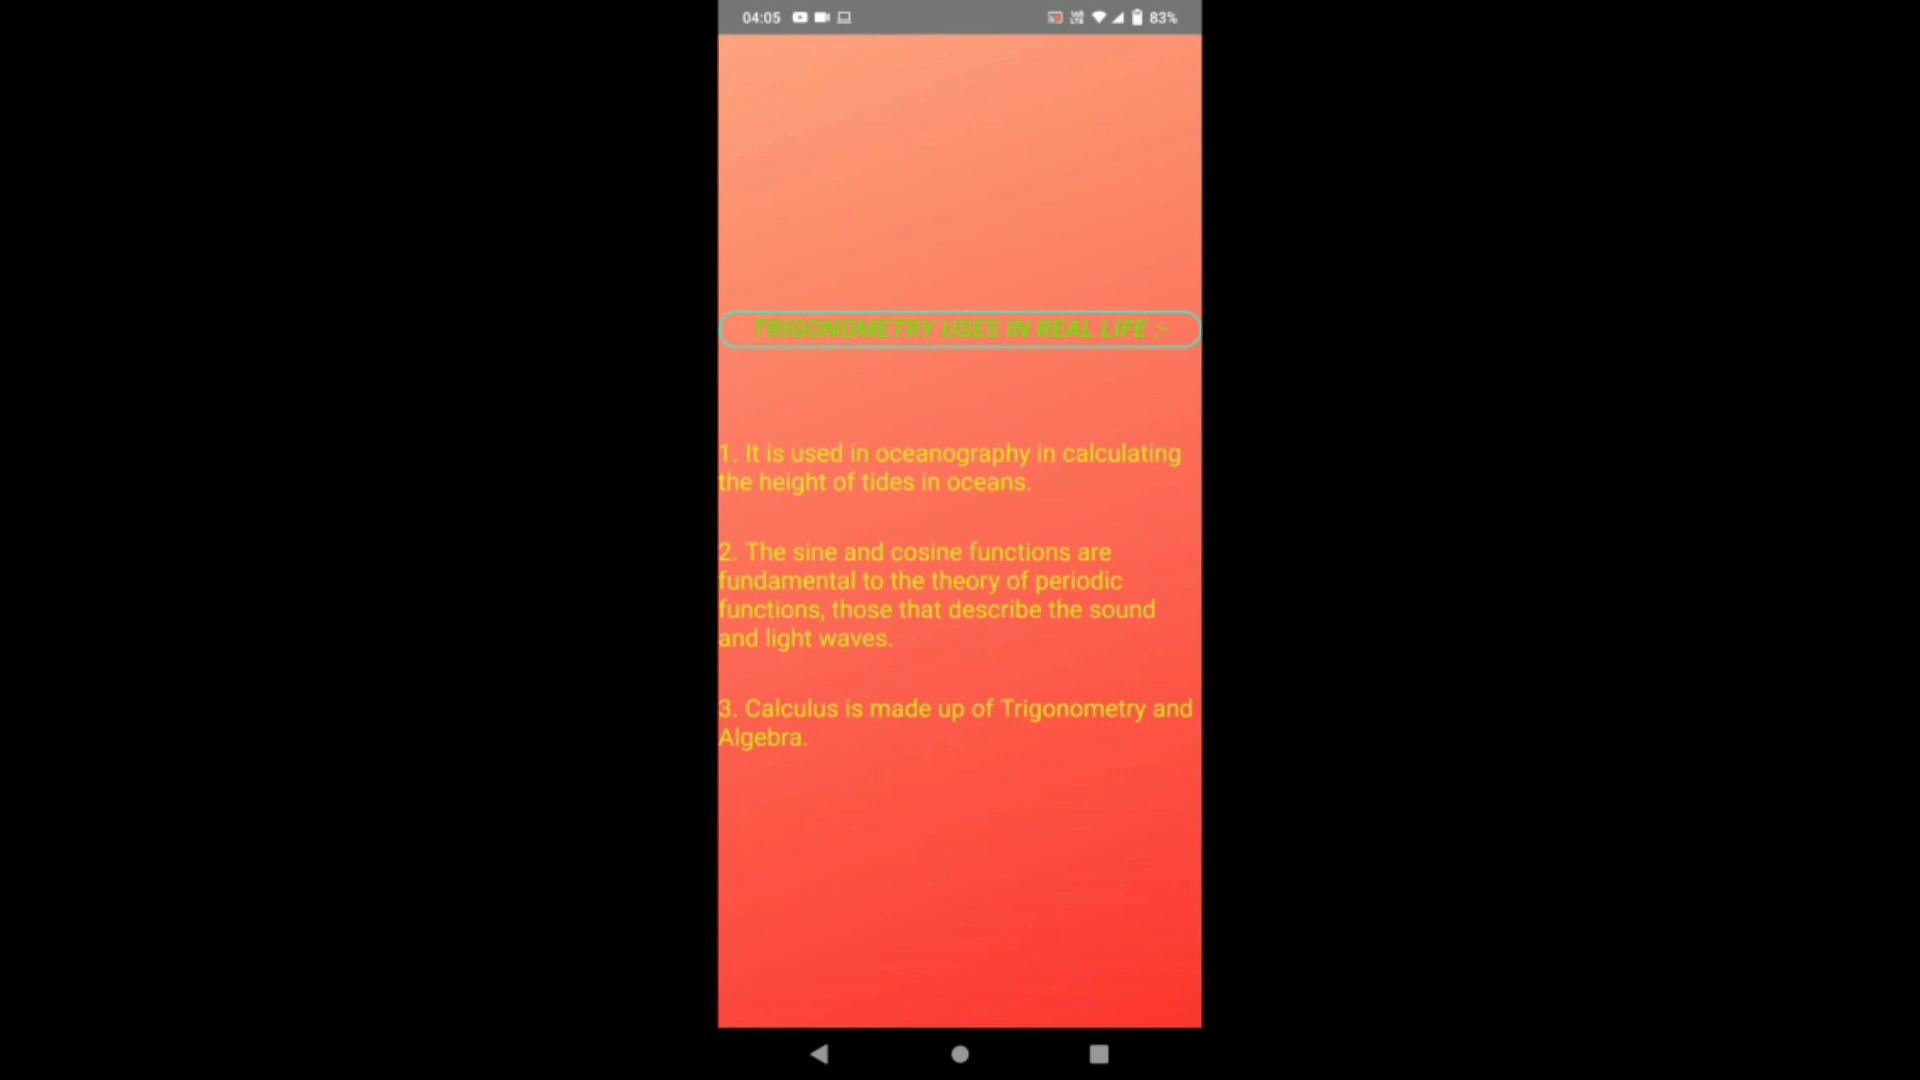 04:05 83%
TRIGONOMETRY USES IN REAL LIFE :-
1. It is used in oceanography in calculating
the height of tides in oceans.
2. The sine and cosine functions are
fundamental to the theory of periodic
functions, those that describe the sound
and light waves.
3. Calculus is made up of Trigonometry and
Algebra.